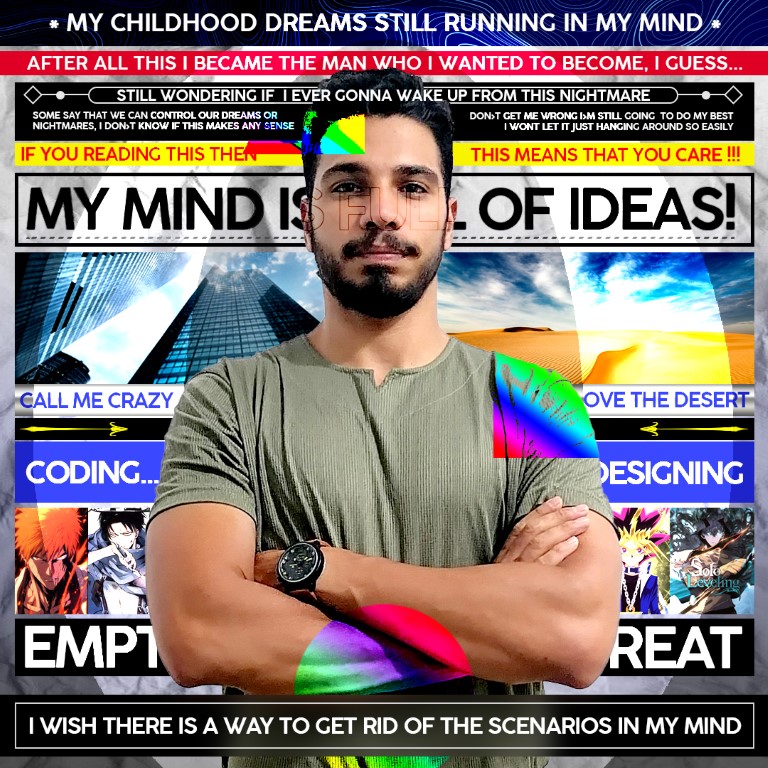 * MY CHILDHOOD DREAMS STILL RUNNING IN MY MIND *
AFTER ALL THIS I BECAME THE MAN WHO I WANTED TO BECOME, I GUESS...
STILL WONDERING IF I EVER GONNA WAKE UP FROM THIS NIGHTMARE
SOME SAY THAT WE CAN CONTROL OUR DREAMS OR
NIGHTMARES, I DON;T KNOW IF THIS MAKES ANY SENSE
DON;T GET ME WRONG I;M STILL GOING TO DO MY BEST
I WONT LET IT JUST HANGING AROUND SO EASILY
IF YOU READING THIS THEN
THIS MEANS THAT YOU CARE !!!
MY MIND IS FULL OF IDEAS!
CALL ME CRAZY
OVE THE DESERT
CODING...
DESIGNING
Solo
Leveling
EMPT
REAT
I WISH THERE IS A WAY TO GET RID OF THE SCENARIOS IN MY MIND